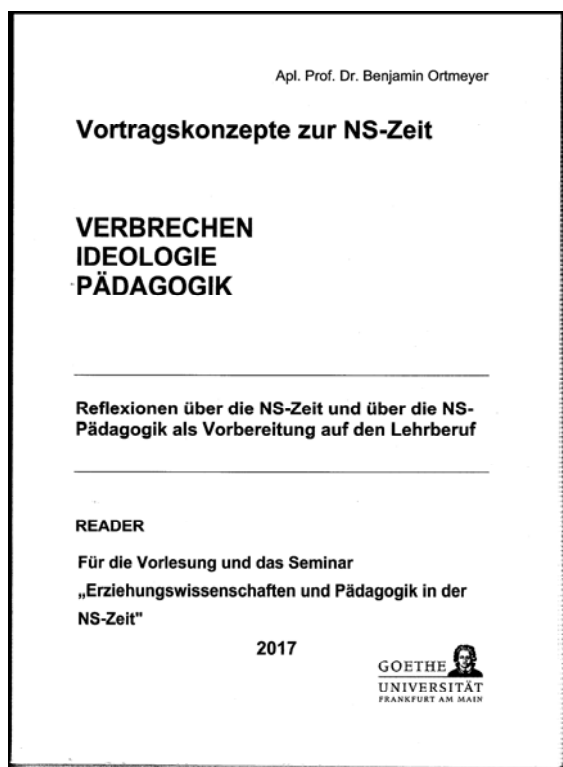 Apl. Prof. Dr. Benjamin Ortmeyer
Vortragskonzepte zur NS-Zeit
VERBRECHEN
IDEOLOGIE
PÄDAGOGIK
Reflexionen über die NS-Zeit und über die NS-
Pädagogik als Vorbereitung auf den Lehrberuf
READER
Für die Vorlesung und das Seminar
„Erziehungswissenschaften und Pädagogik in der
NS-Zeit"
2017
GOETHE
UNIVERSITÄT
FRANKFURT AM MAIN